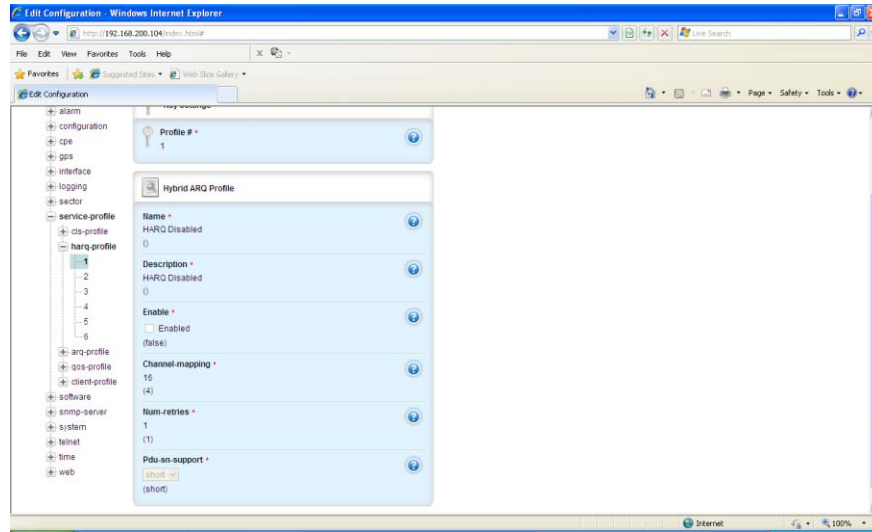 Edit Configuration - Windows Internet Explorer
http://192.168.200.104/index.html#
Live Search
File Edit View Favorites Tools Help
x
Favorites Suggested Sites Web Slice Gallery
Edit Configuration
Page Safety Tools
alarm
configuration
cpe
gps
interface
logging
sector
service-profile
cls-profile
harq-profile
1
2
3
4
5
6
arq-profile
qos-profile
client-profile
software
snmp-server
system
telnet
time
web
Profile # *
1
Hybrid ARQ Profile
Name *
HARQ Disabled
()
Description *
HARQ Disabled
()
Enable *
Enabled
(false)
Channel-mapping *
16
(4)
Num-retries *
1
(1)
Pdu-sn-support *
short
(short)
Internet
100%